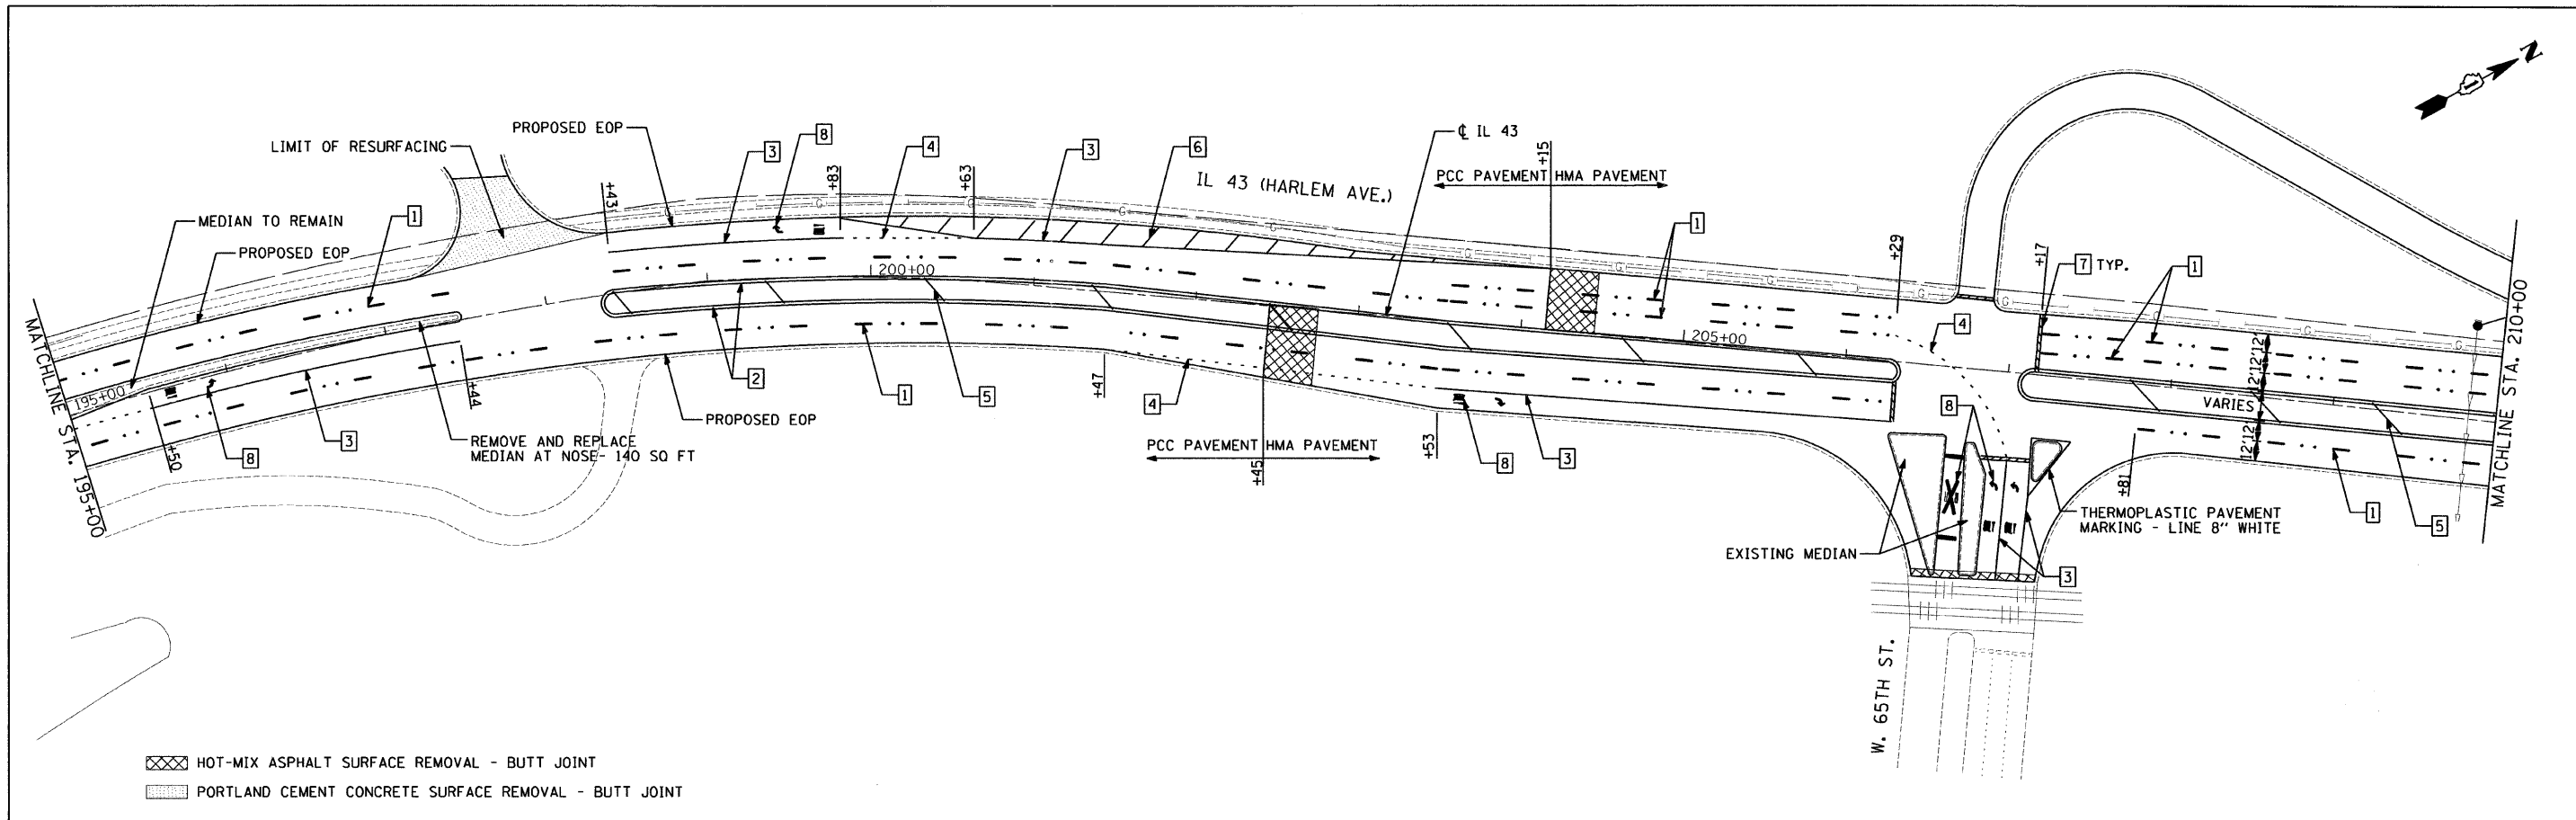 N
1
PROPOSED EOP
8
LIMIT OF RESURFACING
3
4
3
6
℄ IL 43
+15
+83
+63
IL 43 (HARLEM AVE.)
PCC PAVEMENT HMA PAVEMENT
+43
G
G
G
G
G
G
G
G
G
G
G
MEDIAN TO REMAIN
1
1
+29
+17
7 TYP.
1
PROPOSED EOP
200+00
MATCHLINE STA. 195+00
195+00
205+00
4
12'
12'
12'
VARIES
12'
12'
MATCHLINE STA. 210+00
+50
8
3
+44
REMOVE AND REPLACE
MEDIAN AT NOSE- 140 SQ FT
2
PROPOSED EOP
1
5
+47
4
+45
PCC PAVEMENT HMA PAVEMENT
+53
8
3
8
+81
1
5
THERMOPLASTIC PAVEMENT
MARKING - LINE 8" WHITE
EXISTING MEDIAN
3
W. 65TH ST.
HOT-MIX ASPHALT SURFACE REMOVAL - BUTT JOINT
PORTLAND CEMENT CONCRETE SURFACE REMOVAL - BUTT JOINT